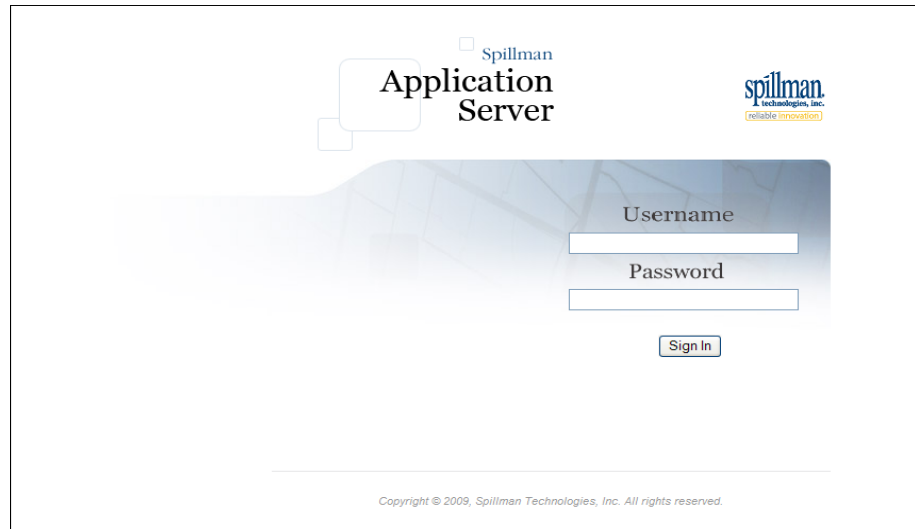 Spillman
Application
Server
spillman
technologies, inc.
reliable innovation
Username
Password
Sign In
Copyright © 2009, Spillman Technologies, Inc. All rights reserved.